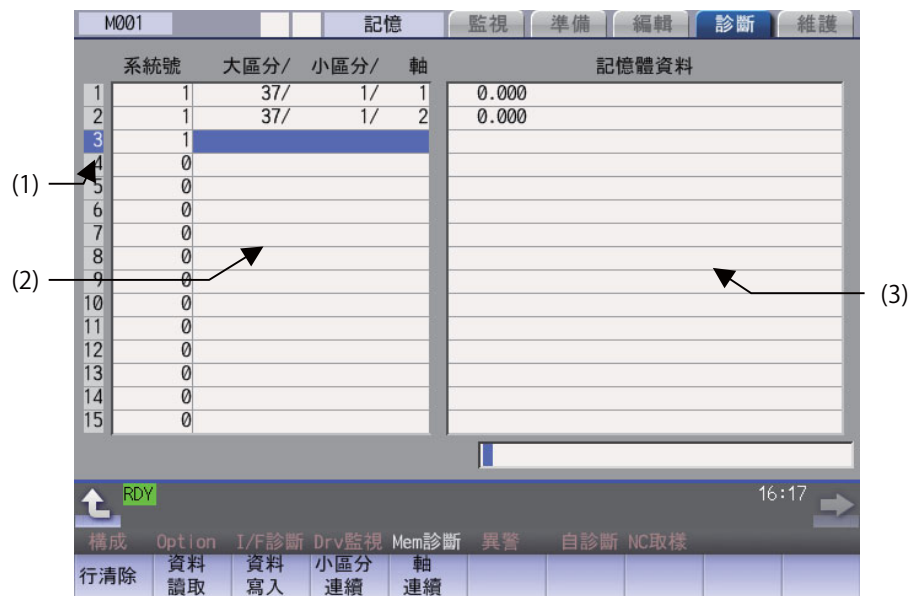 M001 記憶 監視 準備 編輯 診斷 維護
系統號 大區分/ 小區分/ 軸 記憶體資料
1 1 37/ 1/ 1 0.000
2 1 37/ 1/ 2 0.000
3 1
4 0
(1)
5 0
6 0
7 0
8 0
(2)
9 0
(3)
10 0
11 0
12 0
13 0
14 0
15 0
RDY 16:17
構成 Option I/F診斷 Drv監視 Mem診斷 異警 自診斷 NC取樣
行清除 資料 資料 小區分 軸
讀取 寫入 連續 連續